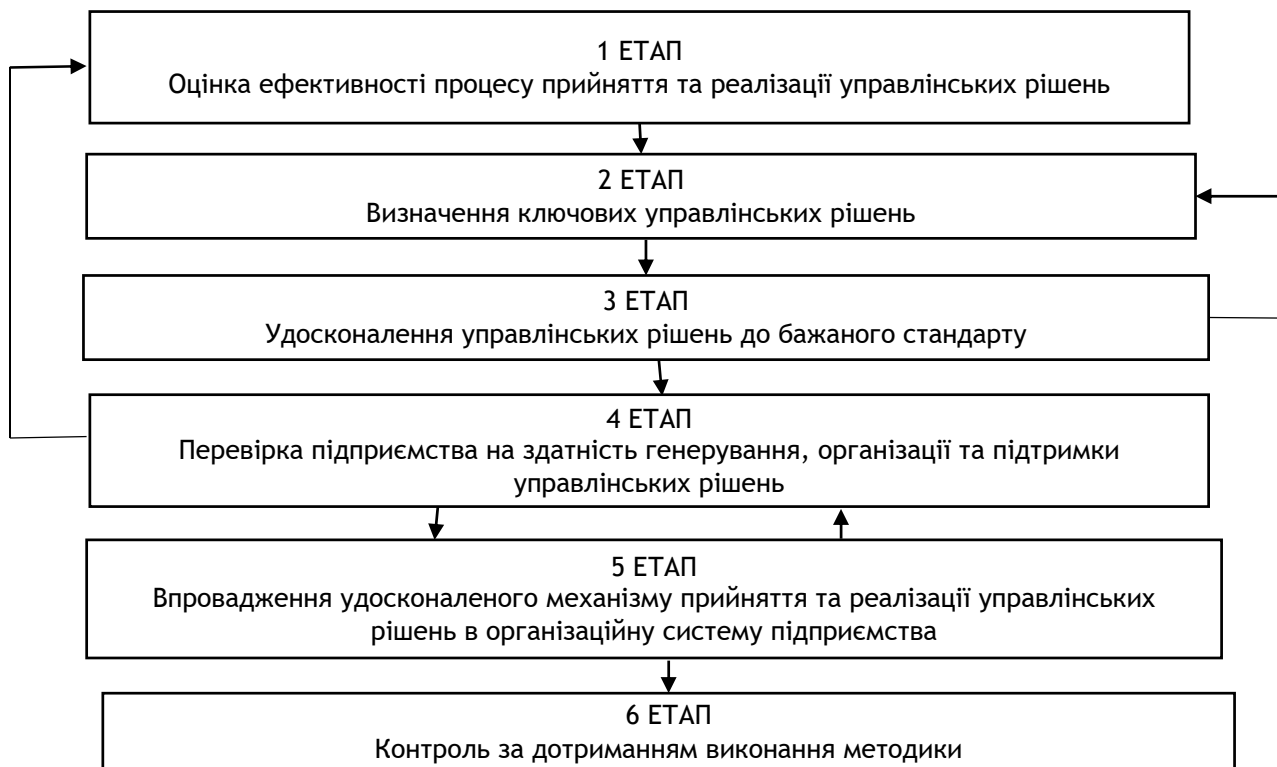 1 ЕТАП
Оцінка ефективності процесу прийняття та реалізації управлінських рішень
2 ЕТАП
Визначення ключових управлінських рішень
3 ЕТАП
Удосконалення управлінських рішень до бажаного стандарту
4 ЕТАП
Перевірка підприємства на здатність генерування, організації та підтримки
управлінських рішень
5 ЕТАП
Впровадження удосконаленого механізму прийняття та реалізації управлінських
рішень в організаційну систему підприємства
6 ЕТАП
Контроль за дотриманням виконання методики